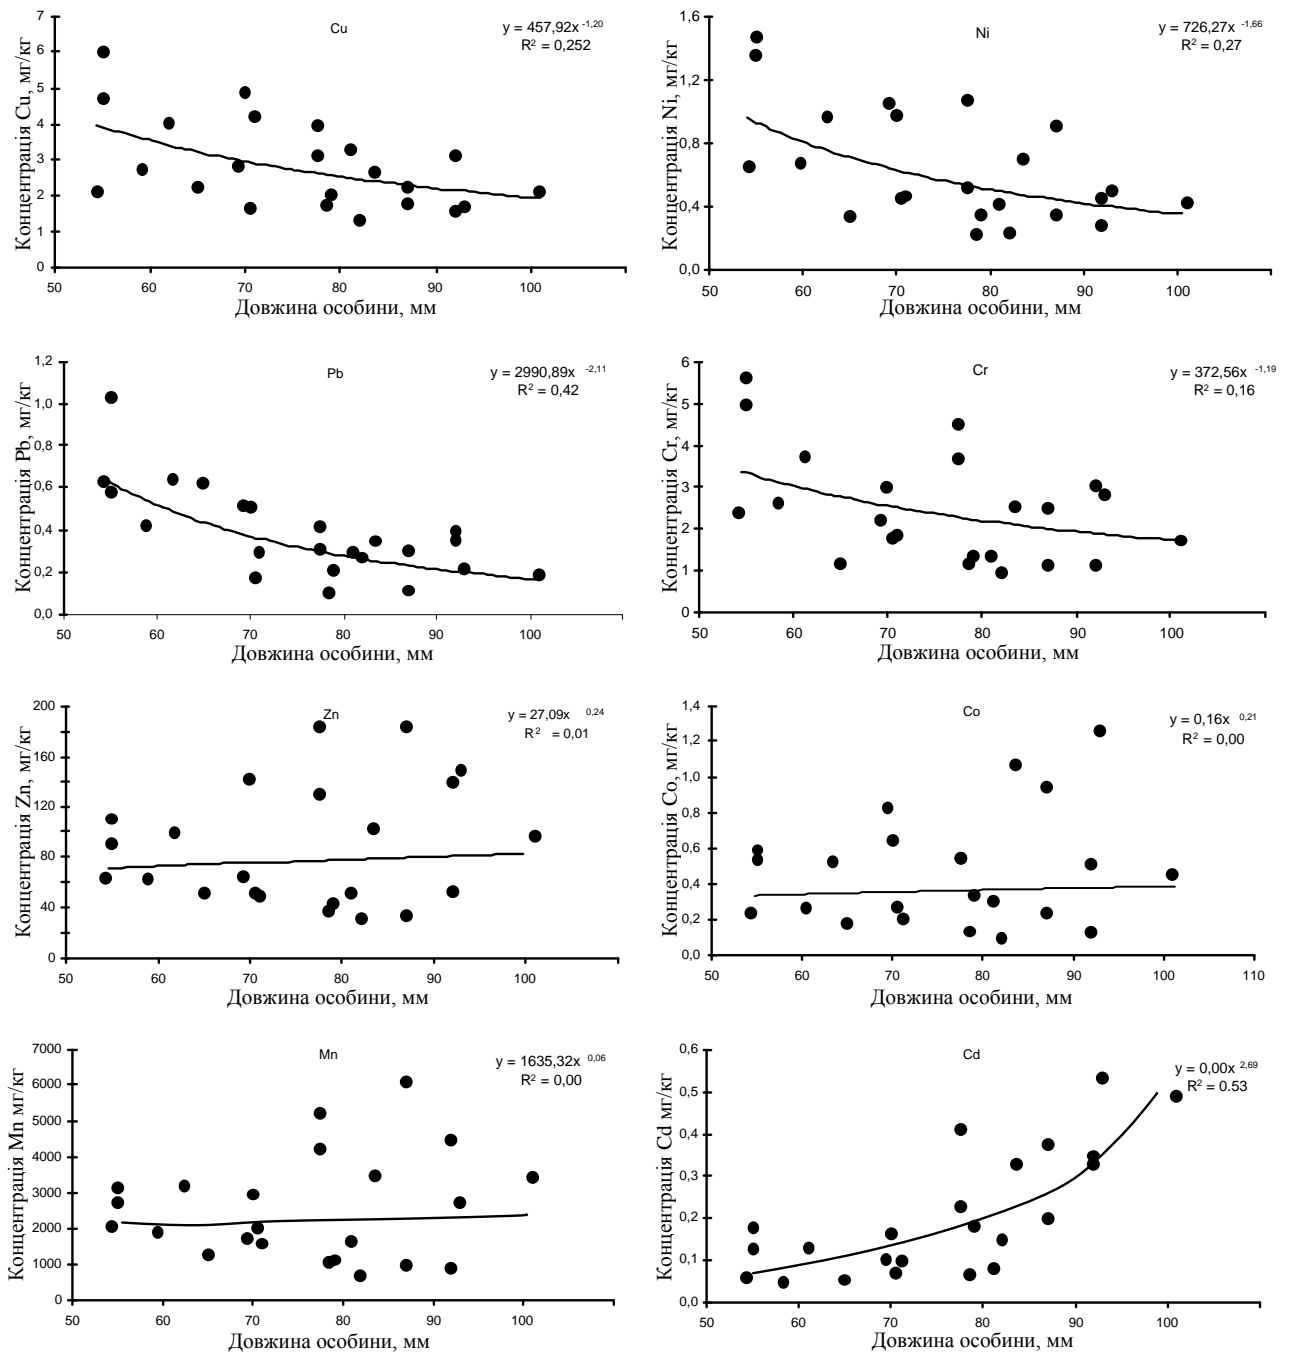 Cu
y = 457,92x -1,20
R2 = 0,252
Концентрація Cu, мг/кг
7
6
5
4
3
2
1
0
50 60 70 80 90 100
Довжина особини, мм
Ni
y = 726,27x -1,66
R2 = 0,27
Концентрація Ni, мг/кг
1,6
1,2
0,8
0,4
0,0
50 60 70 80 90 100
Довжина особини, мм
Pb
y = 2990,89x -2,11
R2 = 0,42
Концентрація Pb, мг/кг
1,2
1,0
0,8
0,6
0,4
0,2
0,0
50 60 70 80 90 100
Довжина особини, мм
Cr
y = 372,56x -1,19
R2 = 0,16
Концентрація Cr, мг/кг
6
5
4
3
2
1
0
50 60 70 80 90 100
Довжина особини, мм
Zn
y = 27,09x 0,24
R2 = 0,01
Концентрація Zn, мг/кг
200
160
120
80
40
0
50 60 70 80 90 100
Довжина особини, мм
Co
y = 0,16x 0,21
R2 = 0,00
Концентрація Co, мг/кг
1,4
1,2
1,0
0,8
0,6
0,4
0,2
0,0
50 60 70 80 90 100 110
Довжина особини, мм
Mn
y = 1635,32x 0,06
R2 = 0,00
Концентрація Mn мг/кг
7000
6000
5000
4000
3000
2000
1000
0
50 60 70 80 90 100
Довжина особини, мм
Cd
y = 0,00x 2,69
R2 = 0.53
Концентрація Cd мг/кг
0,6
0,5
0,4
0,3
0,2
0,1
0,0
50 60 70 80 90 100
Довжина особини, мм